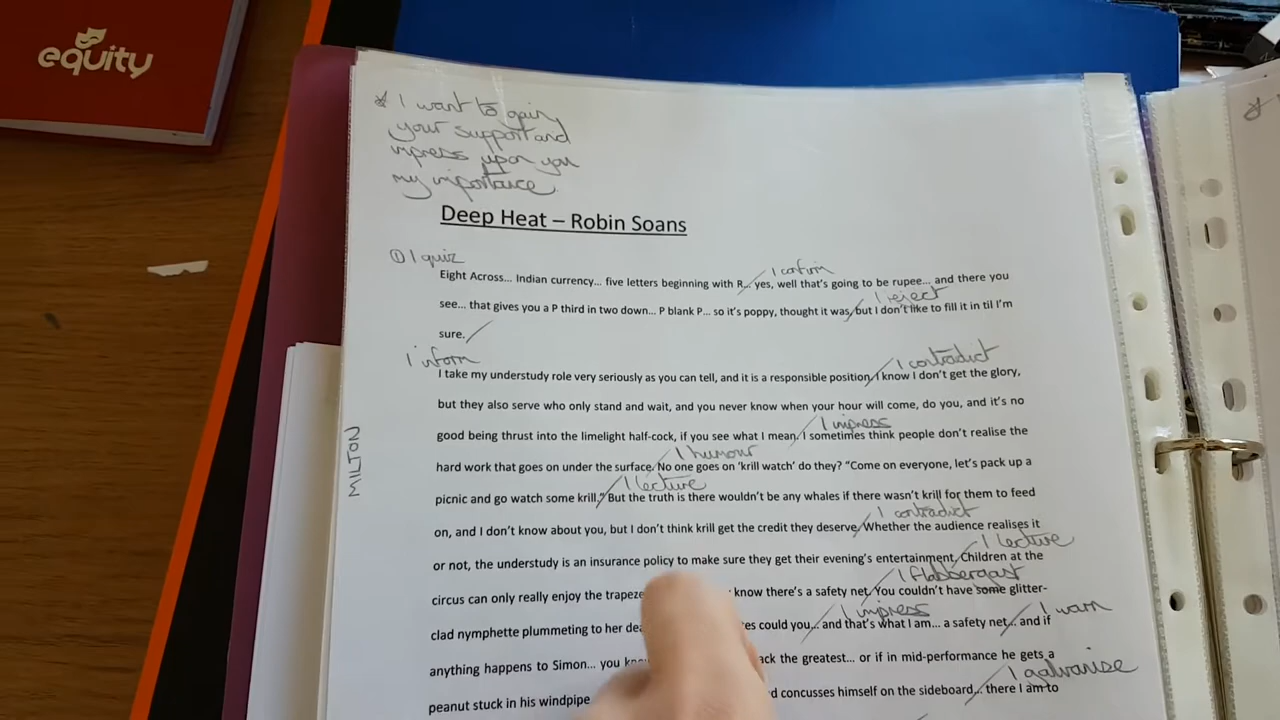 equity
* I want to gain
your support and
impress upon you
my importance.
Deep Heat – Robin Soans
① I quiz
I confirm
Eight Across... Indian currency... five letters beginning with R... yes, well that's going to be rupee... and there you
I reject
see... that gives you a P third in two down... P blank P... so it's poppy, thought it was, but I don't like to fill it in til I'm
sure.
I inform
I contradict
I take my understudy role very seriously as you can tell, and it is a responsible position. I know I don't get the glory,
but they also serve who only stand and wait, and you never know when your hour will come, do you, and it's no
I impress
good being thrust into the limelight half-cock, if you see what I mean. I sometimes think people don't realise the
I humour
hard work that goes on under the surface. No one goes on 'krill watch' do they? "Come on everyone, let's pack up a
I lecture
picnic and go watch some krill." But the truth is there wouldn't be any whales if there wasn't krill for them to feed
I contradict
on, and I don't know about you, but I don't think krill get the credit they deserve. Whether the audience realises it
I lecture
or not, the understudy is an insurance policy to make sure they get their evening's entertainment. Children at the
I flabbergast
circus can only really enjoy the trapeze know there's a safety net. You couldn't have some glitter-
I impress
I warn
clad nymphette plummeting to her could you... and that's what I am... a safety net... and if
anything happens to Simon... you the greatest... or if in mid-performance he gets a
I galvanise
peanut stuck in his windpipe concusses himself on the sideboard... there I am to
MILTON